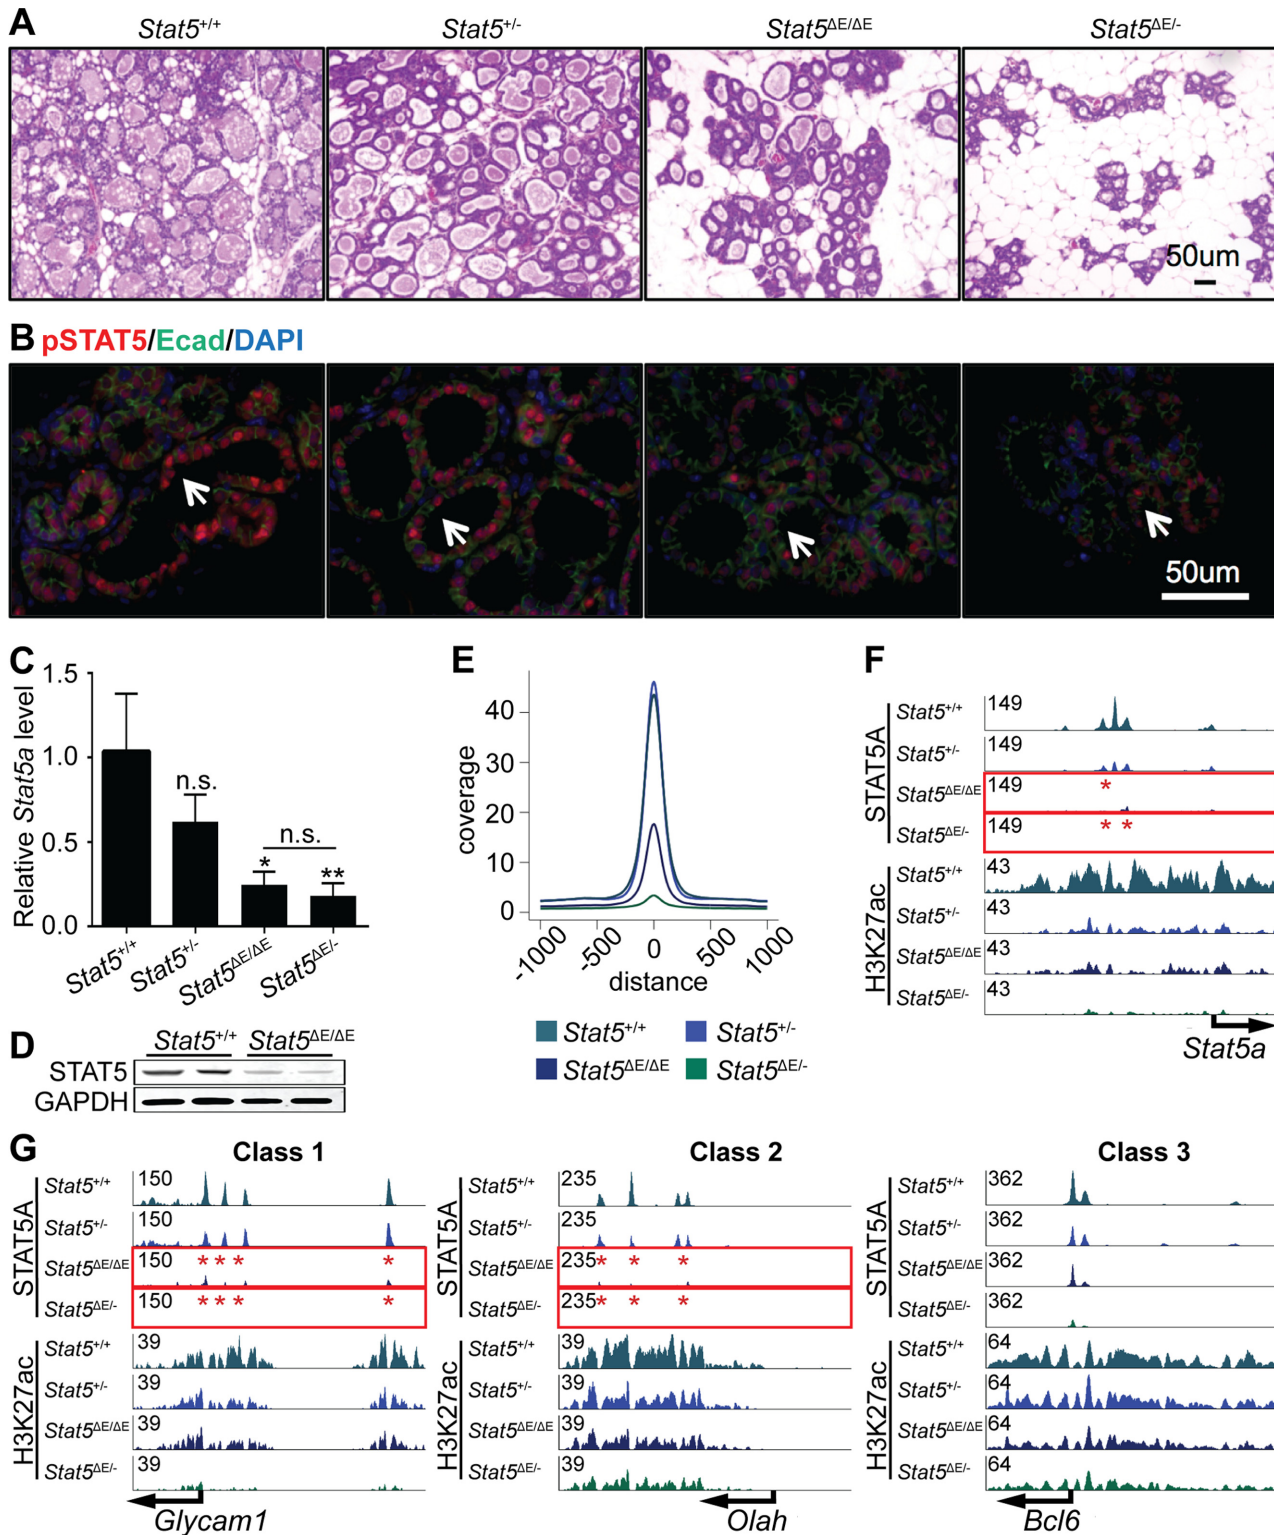 A
Stat5+/+ Stat5+/- Stat5ΔE/ΔE Stat5ΔE/-
50um
B pSTAT5/Ecad/DAPI
50um
C
Relative Stat5a level
1.5
1.0
0.5
0.0
n.s.
n.s.
*
**
Stat5+/+ Stat5+/- Stat5ΔE/ΔE Stat5ΔE/-
D
Stat5+/+ Stat5ΔE/ΔE
STAT5
GAPDH
E
coverage
40
30
20
10
0
-1000 -500 0 500 1000
distance
Stat5+/+ Stat5+/-
Stat5ΔE/ΔE Stat5ΔE/-
F
STAT5A
Stat5+/+ 149
Stat5+/- 149
Stat5ΔE/ΔE 149 *
Stat5ΔE/- 149 * *
H3K27ac
Stat5+/+ 43
Stat5+/- 43
Stat5ΔE/ΔE 43
Stat5ΔE/- 43
Stat5a
G
Class 1
STAT5A
Stat5+/+ 150
Stat5+/- 150
Stat5ΔE/ΔE 150 * * * *
Stat5ΔE/- 150 * * * *
H3K27ac
Stat5+/+ 39
Stat5+/- 39
Stat5ΔE/ΔE 39
Stat5ΔE/- 39
Glycam1
Class 2
STAT5A
Stat5+/+ 235
Stat5+/- 235
Stat5ΔE/ΔE 235 * * *
Stat5ΔE/- 235 * * *
H3K27ac
Stat5+/+ 39
Stat5+/- 39
Stat5ΔE/ΔE 39
Stat5ΔE/- 39
Olah
Class 3
STAT5A
Stat5+/+ 362
Stat5+/- 362
Stat5ΔE/ΔE 362
Stat5ΔE/- 362
H3K27ac
Stat5+/+ 64
Stat5+/- 64
Stat5ΔE/ΔE 64
Stat5ΔE/- 64
Bcl6